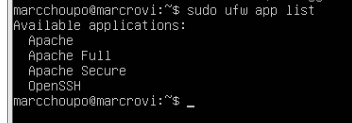 marcchoupo@marcrovi:~$ sudo ufw app list
Available applications:
  Apache
  Apache Full
  Apache Secure
  OpenSSH
marcchoupo@marcrovi:~$ _